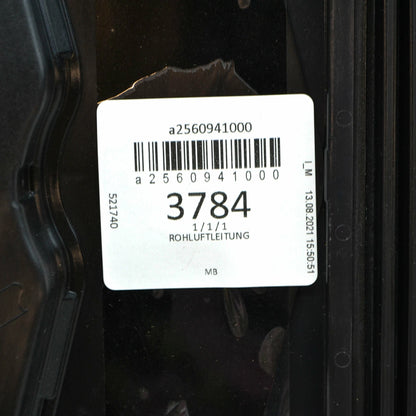 a2560941000
a2560941000
3784
1/1/1
ROHLUFTLEITUNG
MB
521740
I_M 13.08.2021 15:50:51